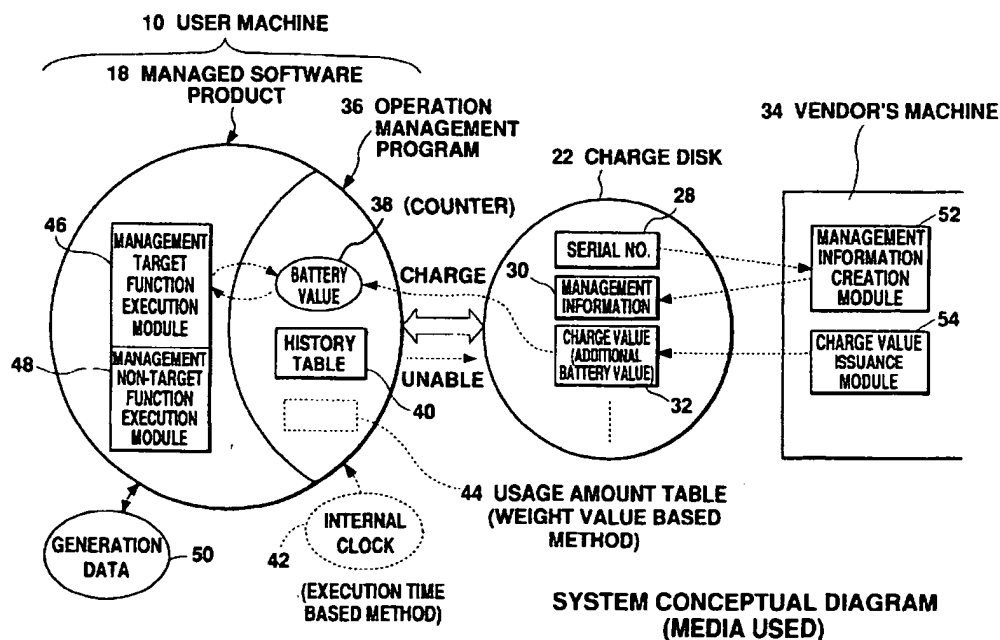 10 USER MACHINE
18 MANAGED SOFTWARE
PRODUCT
36 OPERATION
MANAGEMENT
PROGRAM
34 VENDOR'S MACHINE
22 CHARGE DISK
38 (COUNTER)
28
52
46
MANAGEMENT
TARGET
FUNCTION
EXECUTION
MODULE
BATTERY
VALUE
CHARGE
SERIAL NO.
30
MANAGEMENT
INFORMATION
MANAGEMENT
INFORMATION
CREATION
MODULE
54
HISTORY
TABLE
CHARGE VALUE
(ADDITIONAL
BATTERY VALUE)
CHARGE VALUE
ISSUANCE
MODULE
48
MANAGEMENT
NON-TARGET
FUNCTION
EXECUTION
MODULE
UNABLE
40
32
44 USAGE AMOUNT TABLE
(WEIGHT VALUE BASED
METHOD)
GENERATION
DATA
50
42
INTERNAL
CLOCK
(EXECUTION TIME
BASED METHOD)
SYSTEM CONCEPTUAL DIAGRAM
(MEDIA USED)